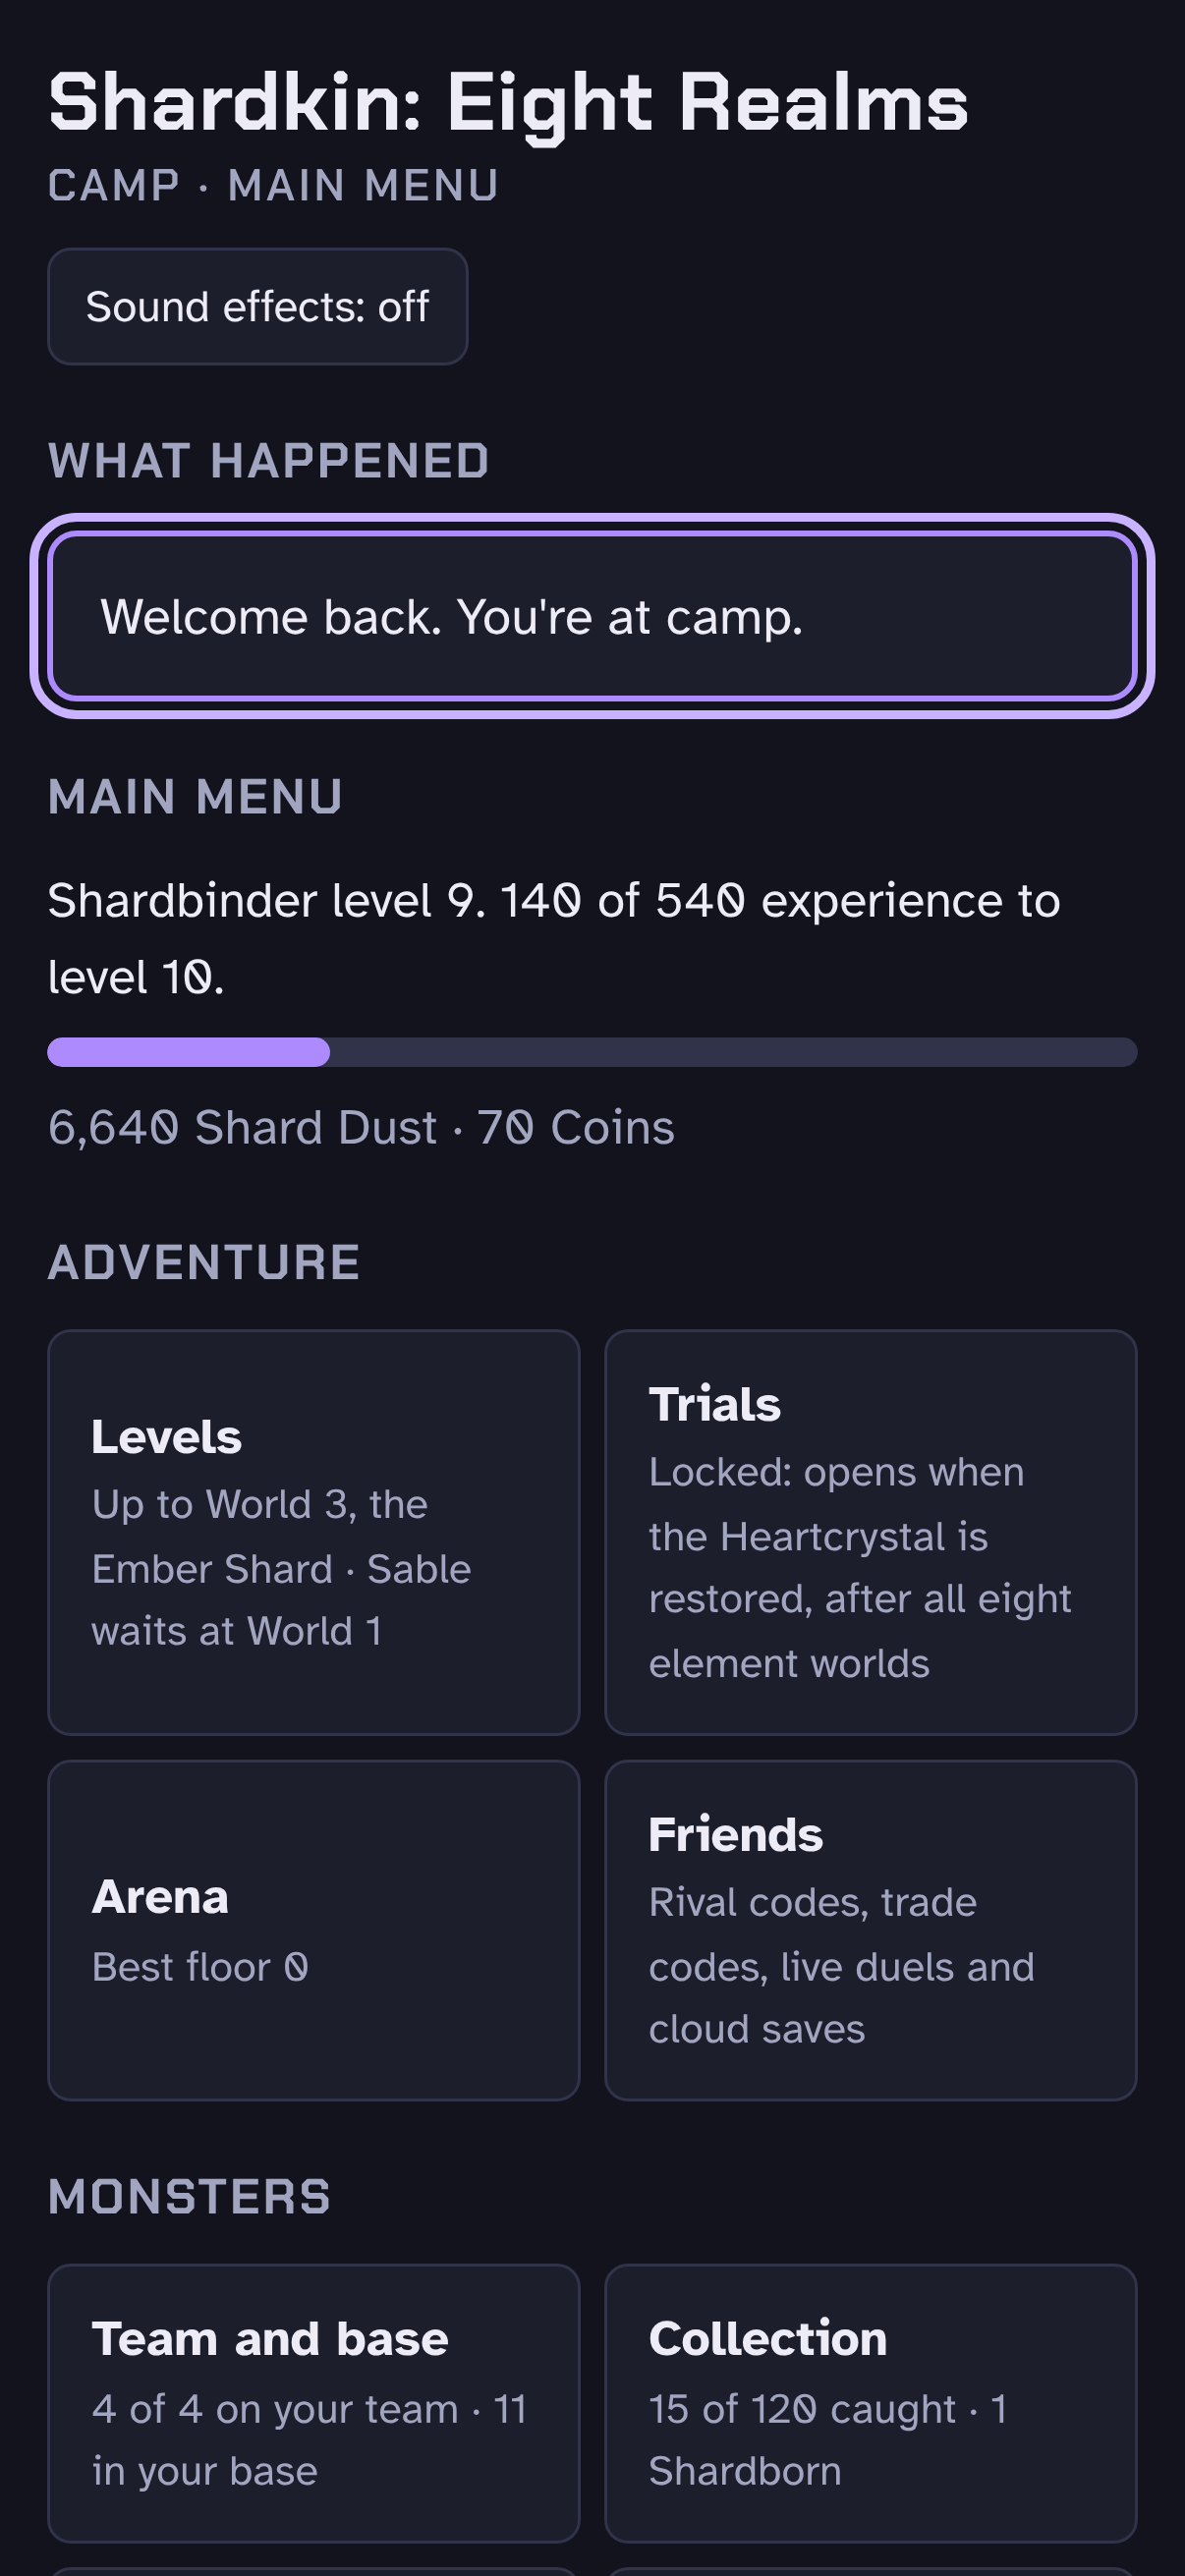 Shardkin: Eight Realms
CAMP · MAIN MENU
Sound effects: off
WHAT HAPPENED
Welcome back. You're at camp.
MAIN MENU
Shardbinder level 9. 140 of 540 experience to
level 10.
6,640 Shard Dust · 70 Coins
ADVENTURE
Levels
Up to World 3, the
Ember Shard · Sable
waits at World 1
Trials
Locked: opens when
the Heartcrystal is
restored, after all eight
element worlds
Arena
Best floor 0
Friends
Rival codes, trade
codes, live duels and
cloud saves
MONSTERS
Team and base
4 of 4 on your team · 11
in your base
Collection
15 of 120 caught · 1
Shardborn